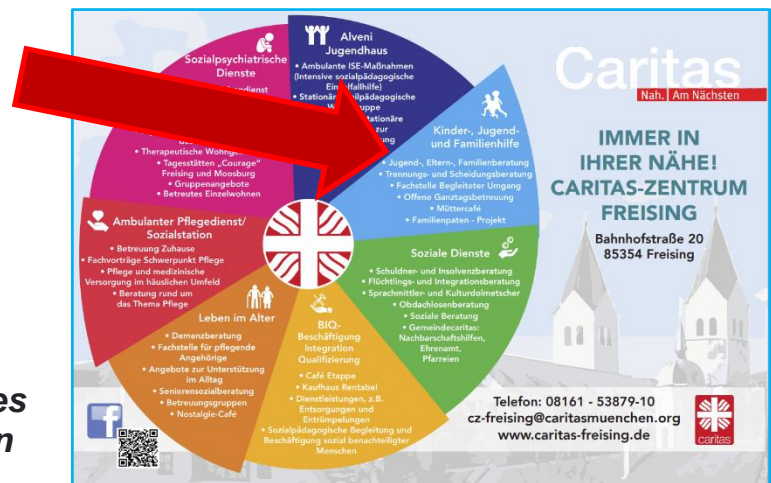 Alveni
Jugendhaus
• Ambulante ISE-Maßnahmen
(Intensive sozialpädagogische
Einzelfallhilfe)
Kinder-, Jugend-
und Familienhilfe
• Jugend-, Eltern-, Familienberatung
• Trennungs- und Scheidungsberatung
• Fachstelle Begleiteter Umgang
• Offene Ganztagsbetreuung
• Müttercafé
• Familienpaten - Projekt
Soziale Dienste
• Schuldner- und Insolvenzberatung
• Flüchtlings- und Integrationsberatung
• Sprachmittler- und Kulturdolmetscher
• Obdachlosenberatung
• Soziale Beratung
• Gemeindecaritas:
Nachbarschaftshilfen,
Ehrenamt,
Pfarreien
BIQ-
Beschäftigung
Integration
Qualifizierung
• Café Etappe
• Kaufhaus Rentabel
• Dienstleistungen, z.B.
Entsorgungen und
Entrümpelungen
• Sozialpädagogische Begleitung und
Beschäftigung sozial benachteiligter
Menschen
Leben im Alter
• Demenzberatung
• Fachstelle für pflegende
Angehörige
• Angebote zur Unterstützung
im Alltag
• Seniorensozialberatung
• Betreuungsgruppen
• Nostalgie-Café
Ambulanter Pflegedienst/
Sozialstation
• Betreuung Zuhause
• Fachvorträge Schwerpunkt Pflege
• Pflege und medizinische
Versorgung im häuslichen Umfeld
• Beratung rund um
das Thema Pflege
Sozialpsychiatrische
Dienste
• Therapeutische
• Tagesstätten „Courage“
Freising und Moosburg
• Gruppenangebote
• Betreutes Einzelwohnen
Caritas
Nah. Am Nächsten
IMMER IN
IHRER NÄHE!
CARITAS-ZENTRUM
FREISING
Bahnhofstraße 20
85354 Freising
Telefon: 08161 - 53879-10
cz-freising@caritasmuenchen.org
www.caritas-freising.de
caritas
es
n